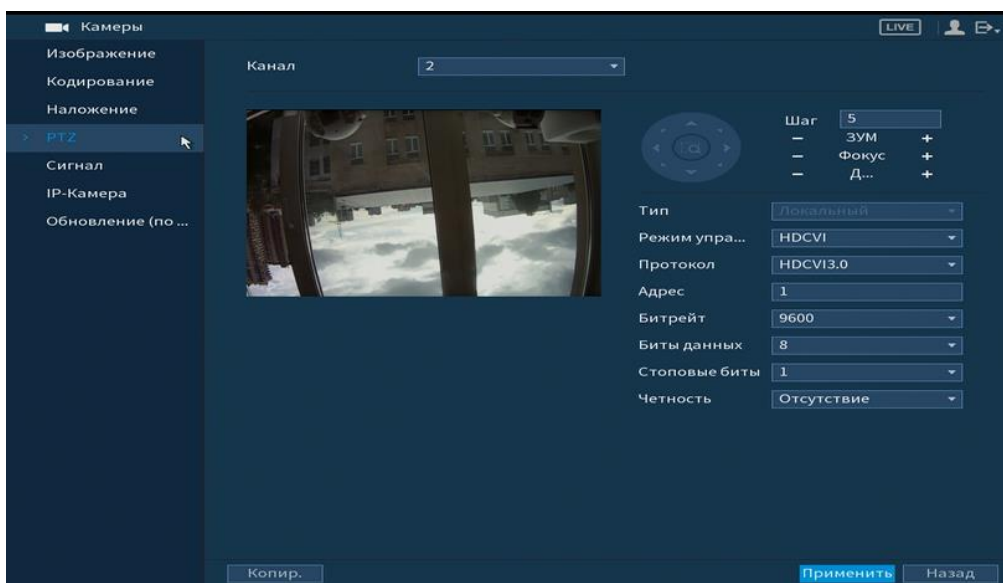 Камеры
LIVE
Изображение
Кодирование
Наложение
> PTZ
Сигнал
IP-Камера
Обновление (по ...
Канал 2
Шаг 5
− ЗУМ +
− Фокус +
− Д... +
Тип Локальный
Режим упра... HDCVI
Протокол HDCVI3.0
Адрес 1
Битрейт 9600
Биты данных 8
Стоповые биты 1
Четность Отсутствие
Копир. Применить Назад